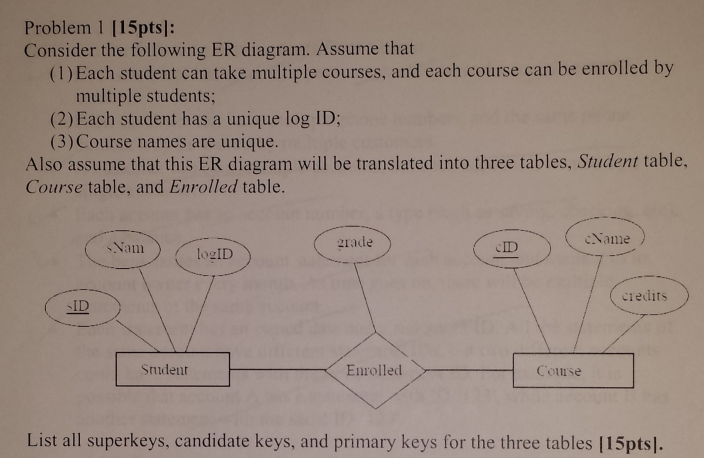 Problem 1 [15pts]:
Consider the following ER diagram. Assume that
(1) Each student can take multiple courses, and each course can be enrolled by
multiple students;
(2) Each student has a unique log ID;
(3) Course names are unique.
Also assume that this ER diagram will be translated into three tables, Student table,
Course table, and Enrolled table.
sNam
logID
grade
cID
cName
sID
credits
Student
Enrolled
Course
List all superkeys, candidate keys, and primary keys for the three tables [15pts].